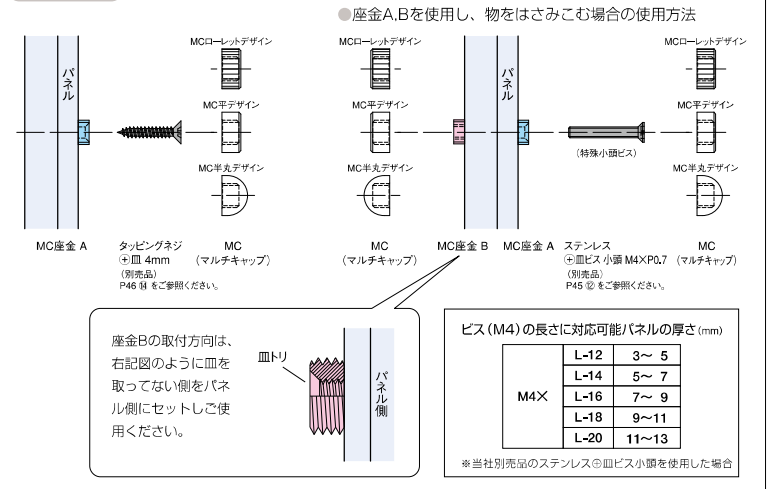 ●座金A,Bを使用し、物をはさみこむ場合の使用方法
MCローレットデザイン
パネル
MC平デザイン
MC半丸デザイン
MC座金 A
タッピングネジ
⊕皿 4mm
(別売品)
P46 ⑭ をご参照ください。
MC
(マルチキャップ)
MCローレットデザイン
MC平デザイン
MC半丸デザイン
MC
(マルチキャップ)
MC座金 B
パネル
MC座金 A
(特殊小頭ビス)
ステンレス
⊕皿ビス 小頭 M4×P0.7
(別売品)
P45 ⑫ をご参照ください。
MCローレットデザイン
MC平デザイン
MC半丸デザイン
MC
(マルチキャップ)
座金Bの取付方向は、
右記図のように皿を
取ってない側をパネ
ル側にセットしご使
用ください。
皿トリ
パネル側
ビス(M4)の長さに対応可能パネルの厚さ(mm)
M4×
L-12 3～ 5
L-14 5～ 7
L-16 7～ 9
L-18 9～11
L-20 11～13
※当社別売品のステンレス⊕皿ビス小頭を使用した場合